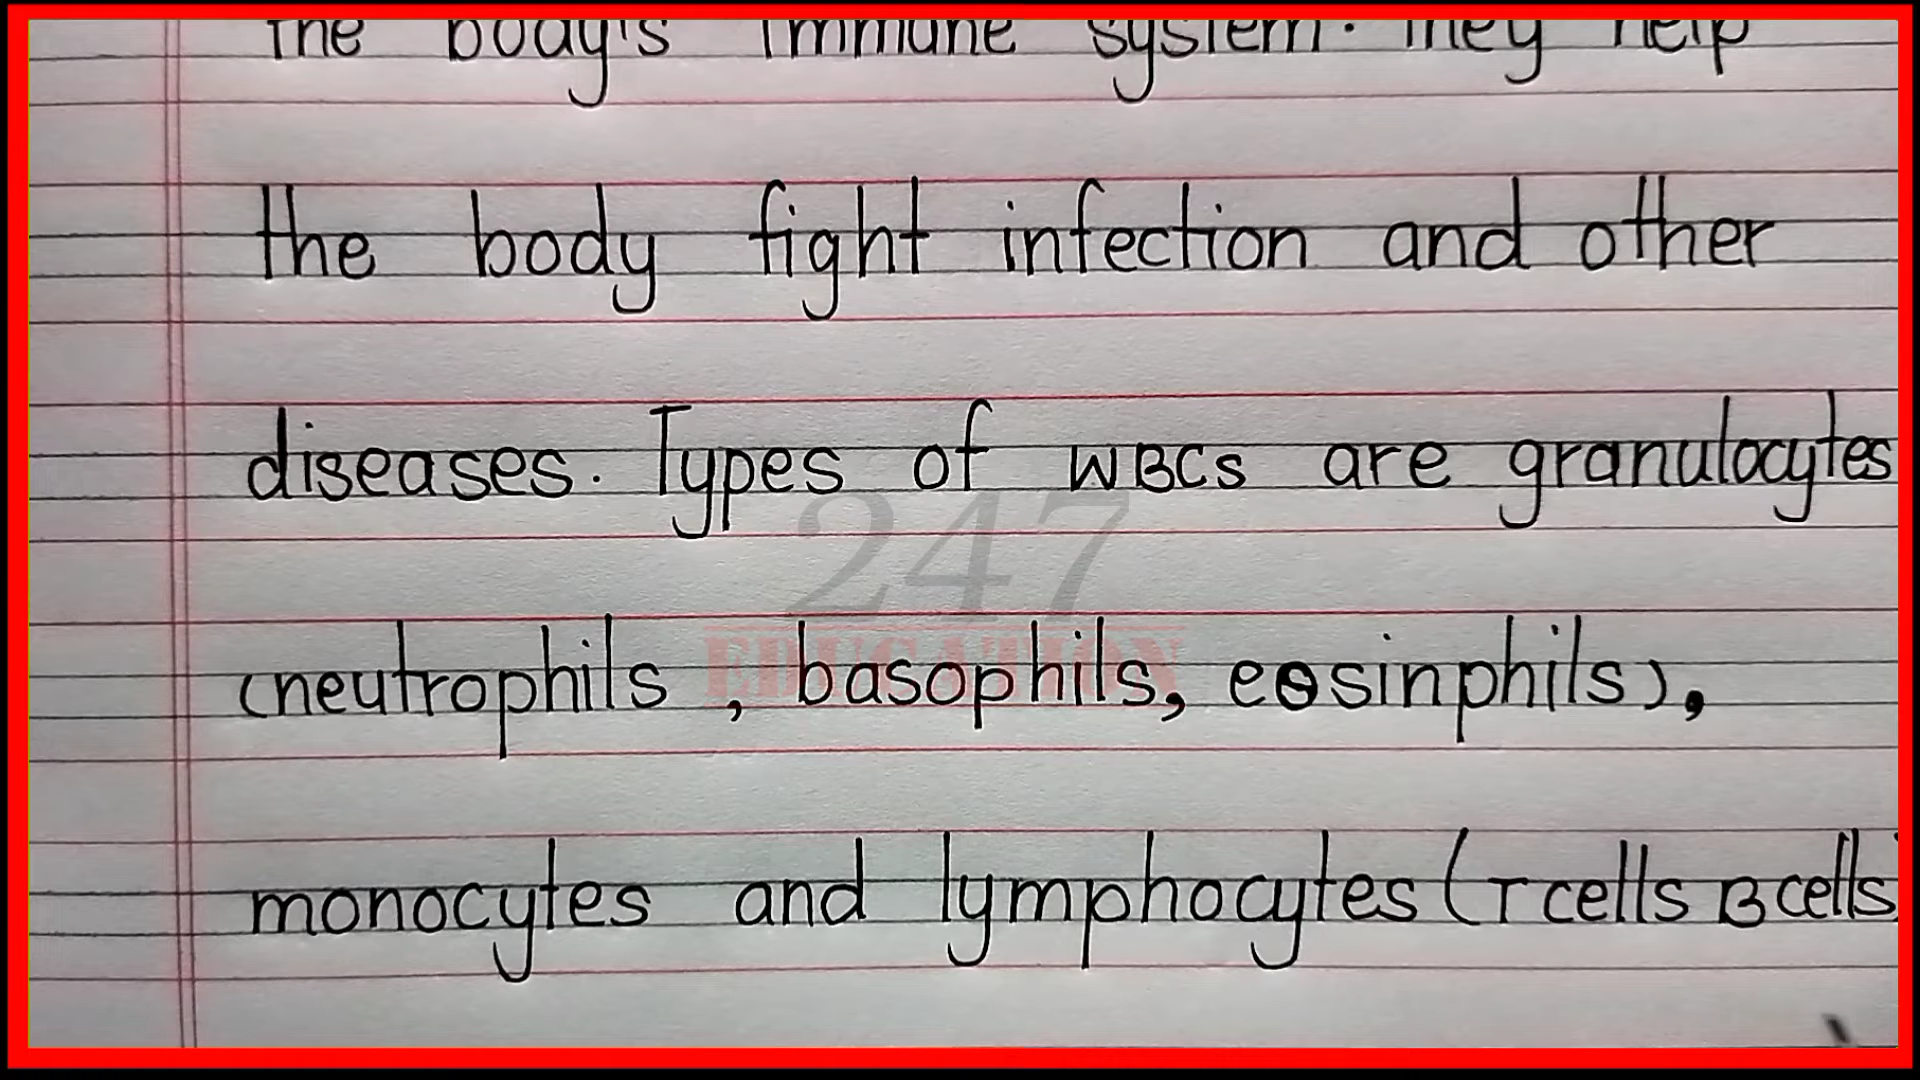 the body's immune system. They help
the body fight infection and other
diseases. Types of WBCs are granulocytes
247
EDUCATION
(neutrophils , basophils, eosinphils),
monocytes and lymphocytes (T cells B cells)